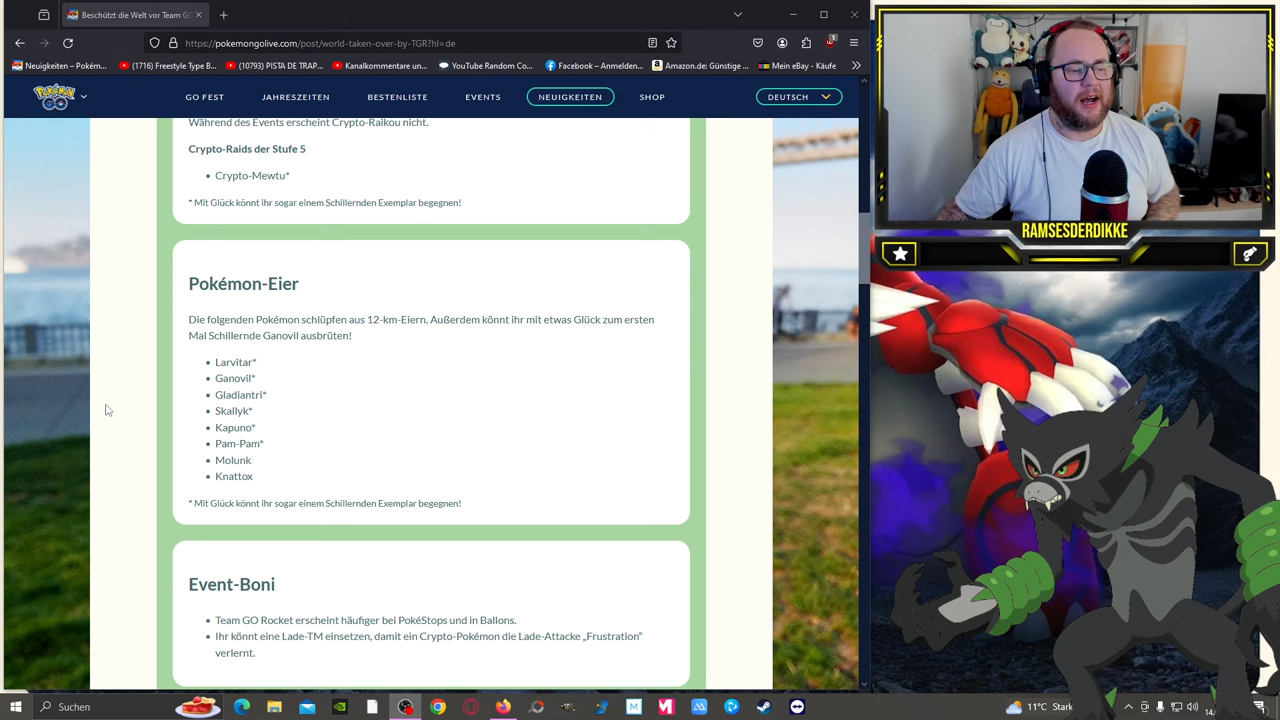 Beschützt die Welt vor Team GO
https://pokemongolive.com/post/world-taken-over-by-TGR?hl=de
1
Neuigkeiten – Pokém...
(1716) Freestyle Type B...
(10793) PISTA DE TRAP...
Kanalkommentare un...
YouTube Random Co...
Facebook – Anmelden...
Amazon.de: Günstige ...
Mein eBay - Käufe
POKÉMON GO
GO FEST
JAHRESZEITEN
BESTENLISTE
EVENTS
NEUIGKEITEN
SHOP
DEUTSCH
Während des Events erscheint Crypto-Raikou nicht.
Crypto-Raids der Stufe 5
• Crypto-Mewtu*
* Mit Glück könnt ihr sogar einem Schillernden Exemplar begegnen!
Pokémon-Eier
Die folgenden Pokémon schlüpfen aus 12-km-Eiern. Außerdem könnt ihr mit etwas Glück zum ersten
Mal Schillernde Ganovil ausbrüten!
• Larvitar*
• Ganovil*
• Gladiantri*
• Skallyk*
• Kapuno*
• Pam-Pam*
• Molunk
• Knattox
* Mit Glück könnt ihr sogar einem Schillernden Exemplar begegnen!
Event-Boni
• Team GO Rocket erscheint häufiger bei PokéStops und in Ballons.
• Ihr könnt eine Lade-TM einsetzen, damit ein Crypto-Pokémon die Lade-Attacke „Frustration“
verlernt.
RAMSESDERDIKKE
Suchen
11°C